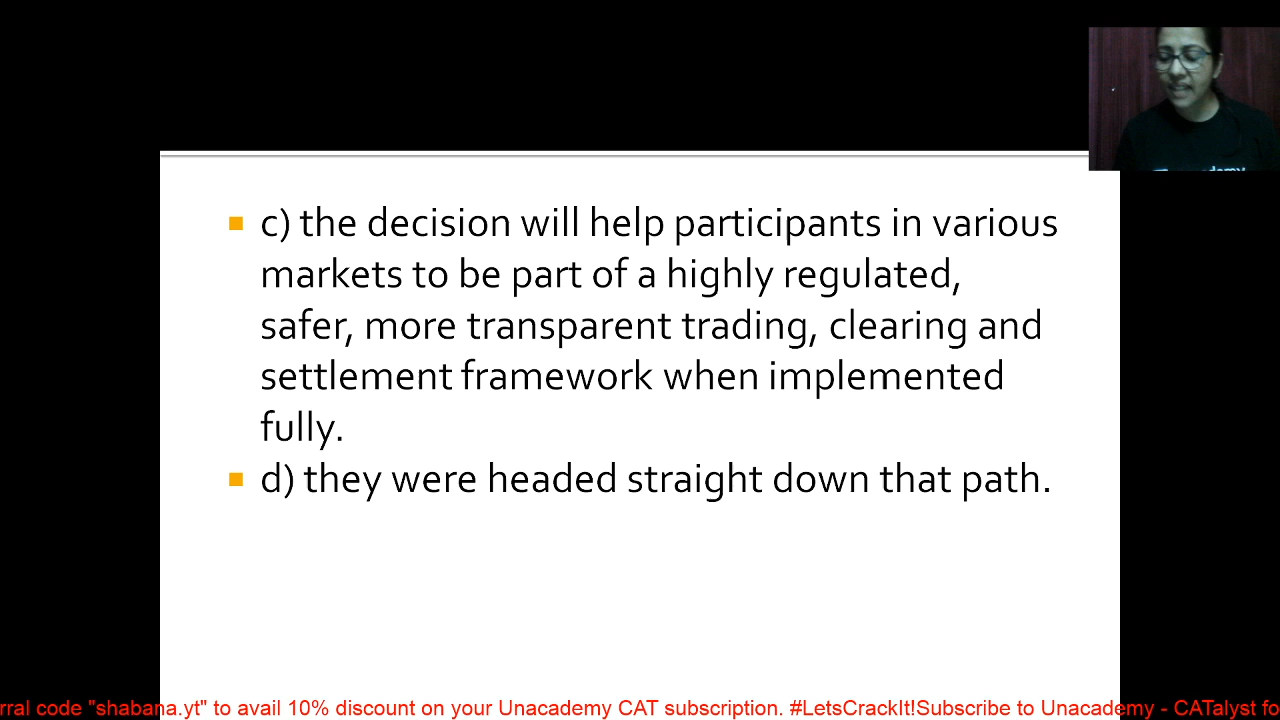 c) the decision will help participants in various
markets to be part of a highly regulated,
safer, more transparent trading, clearing and
settlement framework when implemented
fully.
d) they were headed straight down that path.
rral code "shabana.yt" to avail 10% discount on your Unacademy CAT subscription. #LetsCrackIt!Subscribe to Unacademy - CATalyst fo